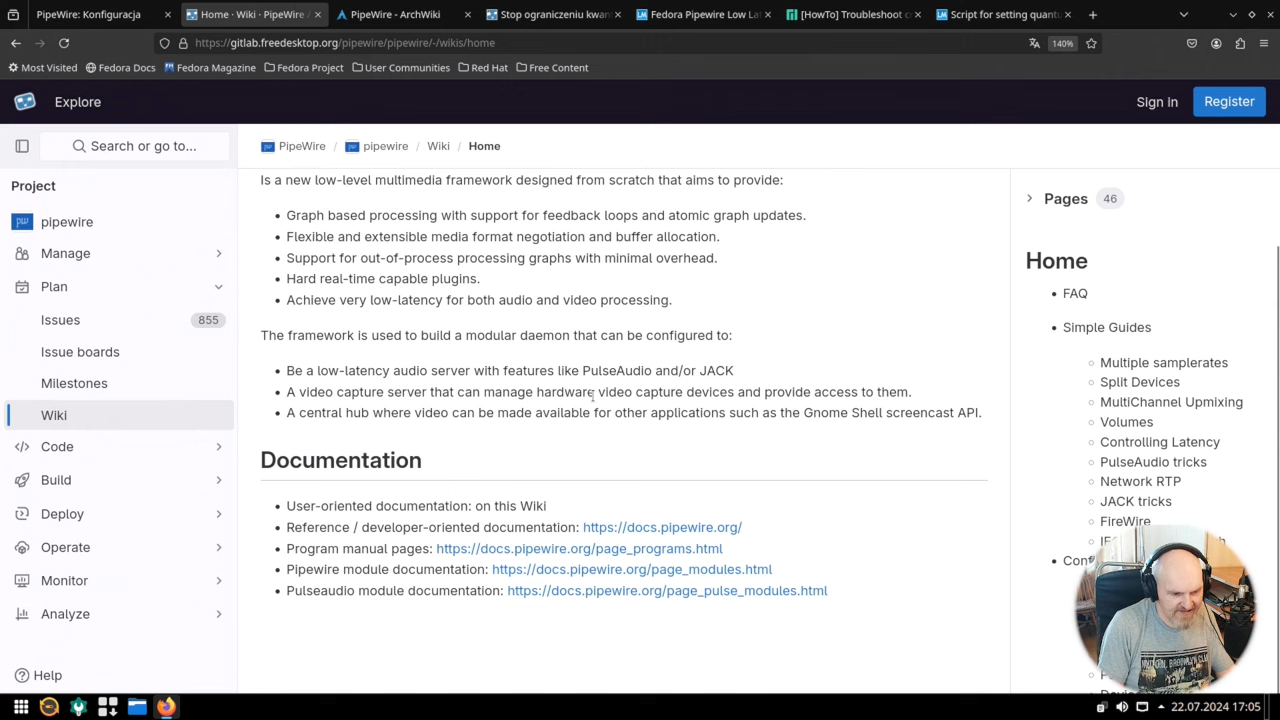 PipeWire: Konfiguracja
Home · Wiki · PipeWire /
PipeWire - ArchWiki
Stop ograniczeniu kwan
Fedora Pipewire Low Lat
[HowTo] Troubleshoot c
Script for setting quantu
https://gitlab.freedesktop.org/pipewire/pipewire/-/wikis/home
140%
Most Visited
Fedora Docs
Fedora Magazine
Fedora Project
User Communities
Red Hat
Free Content
Explore
Sign in
Register
Search or go to...
PipeWire / pipewire / Wiki / Home
Project
pipewire
Manage
Plan
Issues 855
Issue boards
Milestones
Wiki
Code
Build
Deploy
Operate
Monitor
Analyze
Help
Is a new low-level multimedia framework designed from scratch that aims to provide:
• Graph based processing with support for feedback loops and atomic graph updates.
• Flexible and extensible media format negotiation and buffer allocation.
• Support for out-of-process processing graphs with minimal overhead.
• Hard real-time capable plugins.
• Achieve very low-latency for both audio and video processing.
The framework is used to build a modular daemon that can be configured to:
• Be a low-latency audio server with features like PulseAudio and/or JACK
• A video capture server that can manage hardware video capture devices and provide access to them.
• A central hub where video can be made available for other applications such as the Gnome Shell screencast API.
Documentation
• User-oriented documentation: on this Wiki
• Reference / developer-oriented documentation: https://docs.pipewire.org/
• Program manual pages: https://docs.pipewire.org/page_programs.html
• Pipewire module documentation: https://docs.pipewire.org/page_modules.html
• Pulseaudio module documentation: https://docs.pipewire.org/page_pulse_modules.html
Pages 46
Home
• FAQ
• Simple Guides
Multiple samplerates
Split Devices
MultiChannel Upmixing
Volumes
Controlling Latency
PulseAudio tricks
Network RTP
JACK tricks
FireWire
22.07.2024 17:05